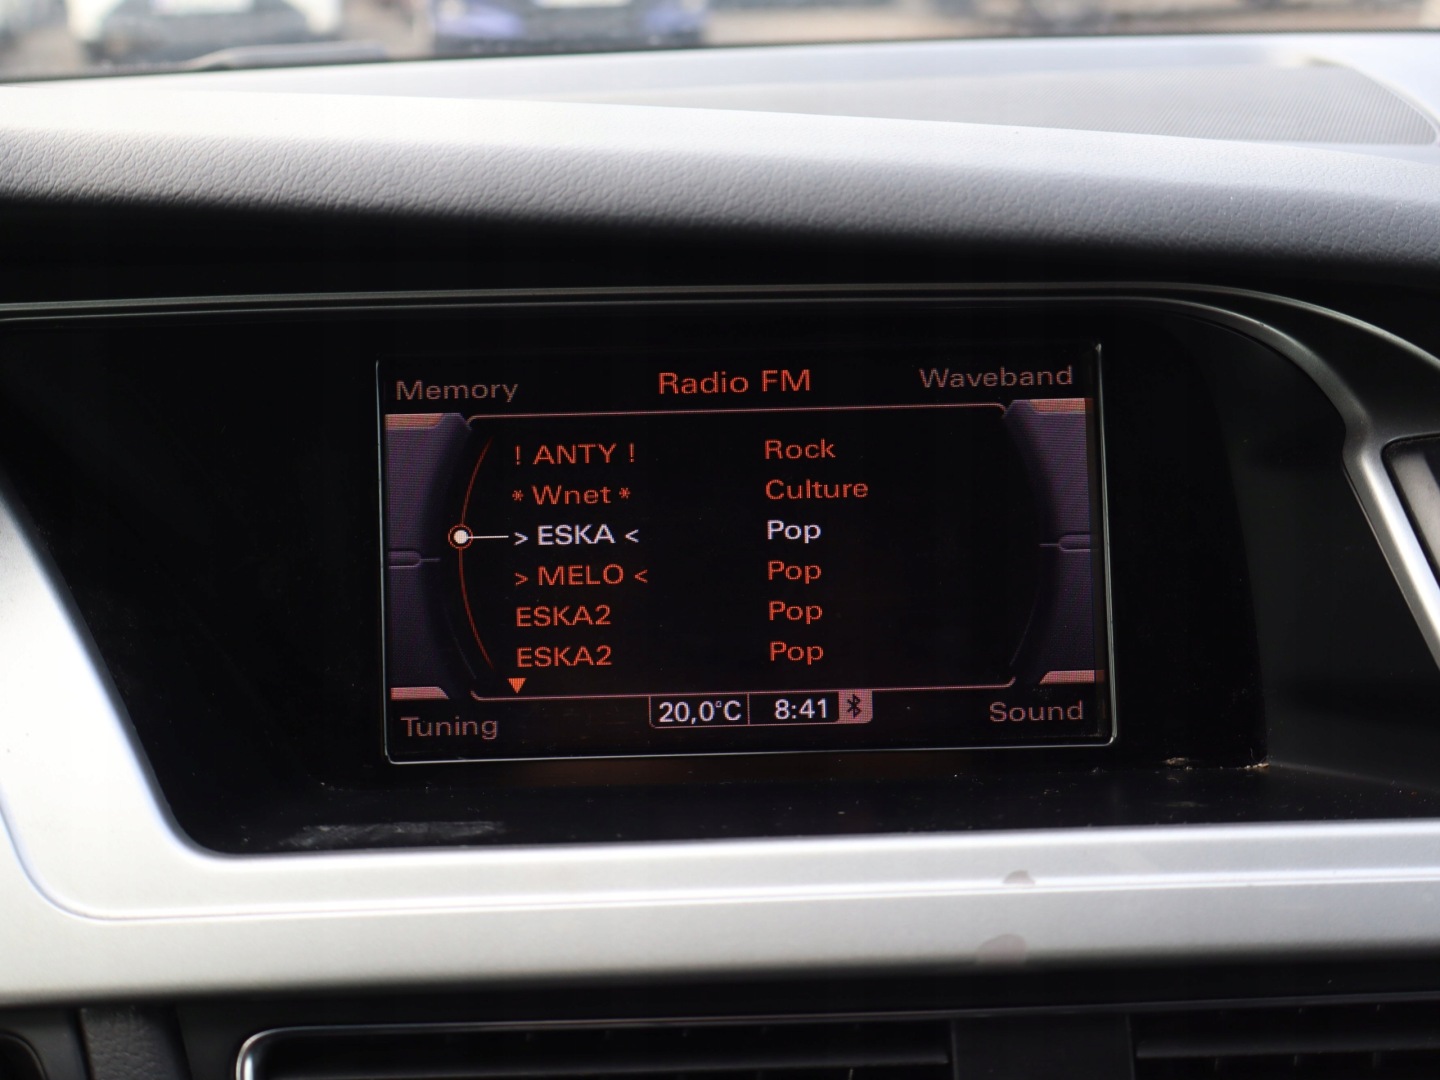 Memory Radio FM Waveband
! ANTY ! Rock
* Wnet * Culture
> ESKA < Pop
> MELO < Pop
ESKA2 Pop
ESKA2 Pop
Tuning 20,0°C 8:41 Sound